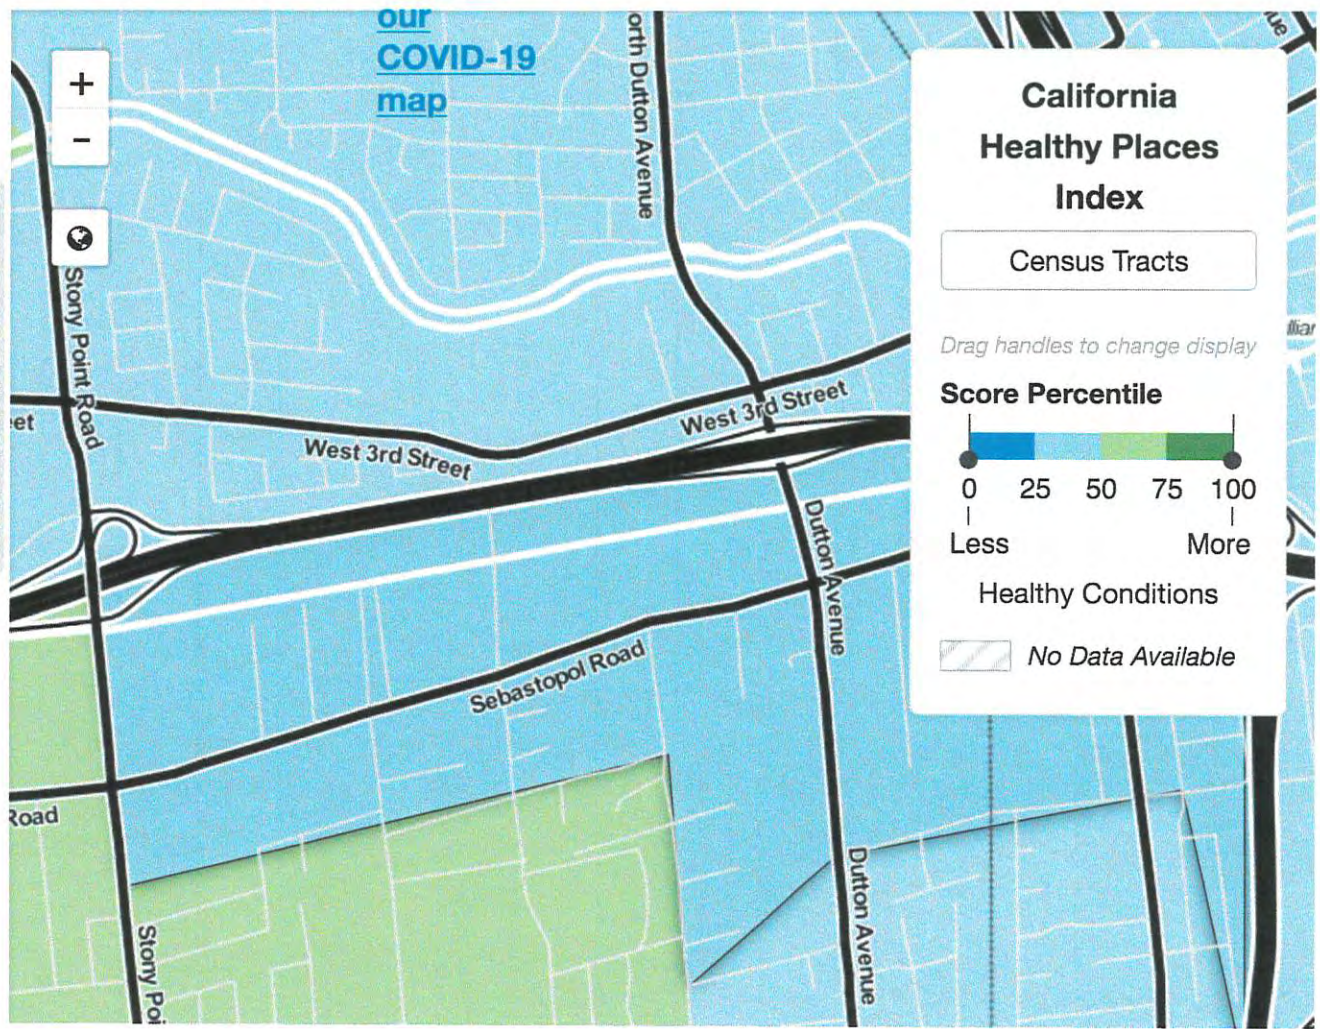 our
COVID-19
map
+
−
orth Dutton Avenue
ue
California
Healthy Places
Index
Census Tracts
Drag handles to change display
Score Percentile
0 25 50 75 100
Less More
Healthy Conditions
No Data Available
Stony Point Road
et
West 3rd Street
West 3rd Street
Dutton Avenue
Sebastopol Road
Road
Dutton Avenue
Stony Poi